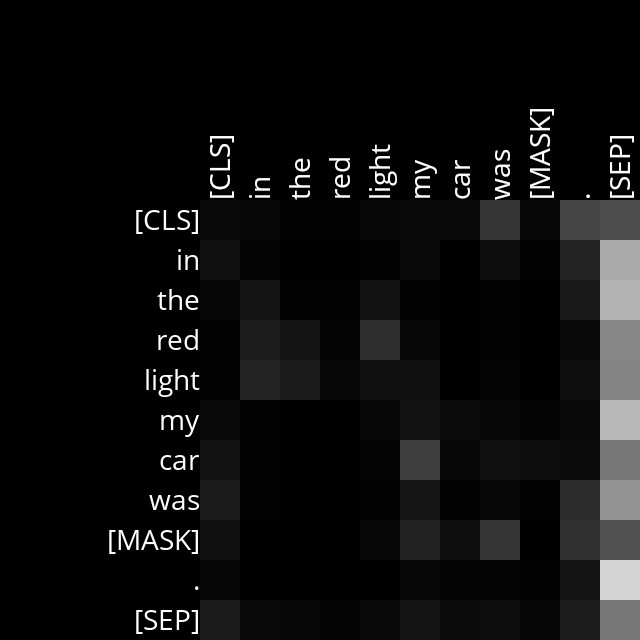 [CLS] in the red light my car was [MASK] . [SEP]
[CLS]
in
the
red
light
my
car
was
[MASK]
.
[SEP]